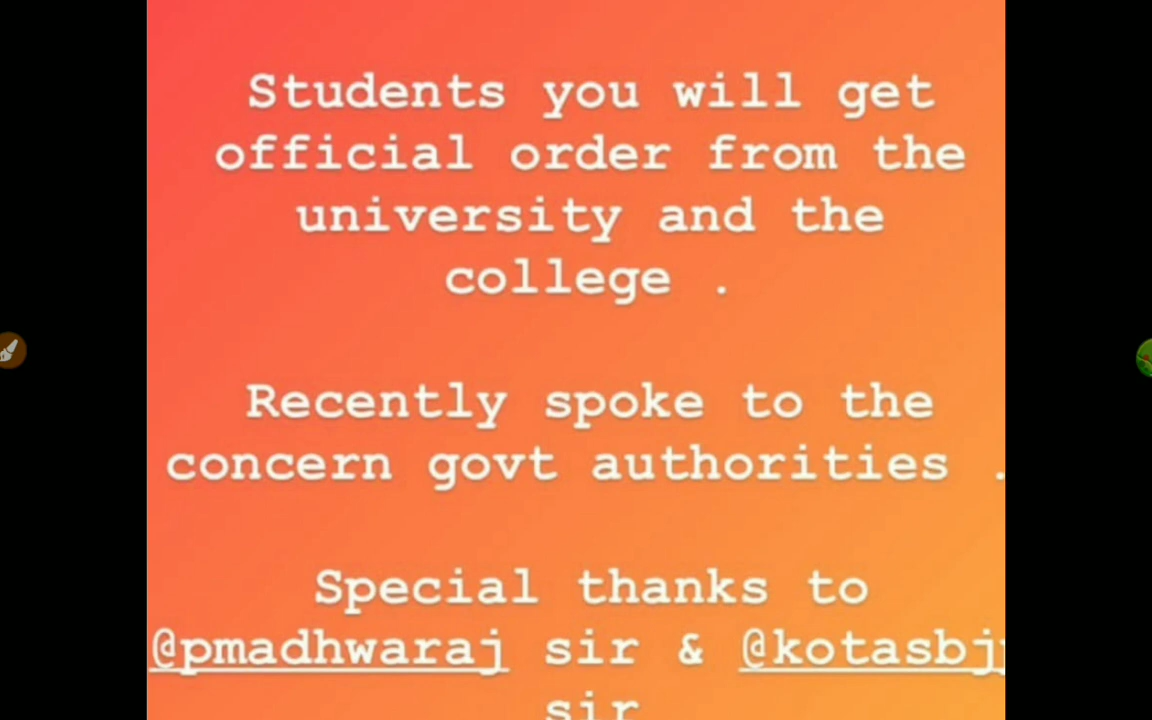 Students you will get
official order from the
university and the
college .
Recently spoke to the
concern govt authorities .
Special thanks to
@pmadhwaraj sir &
sir